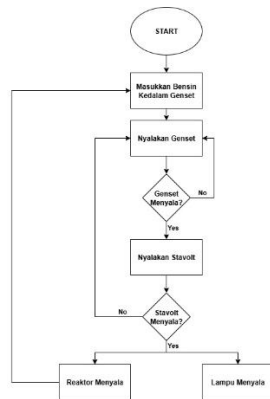 START
Masukkan Bensin
Kedalam Genset
Nyalakan Genset
Genset
Menyala?
No
Yes
Nyalakan Stavolt
Stavolt
Menyala?
No
Yes
Reaktor Menyala
Lampu Menyala